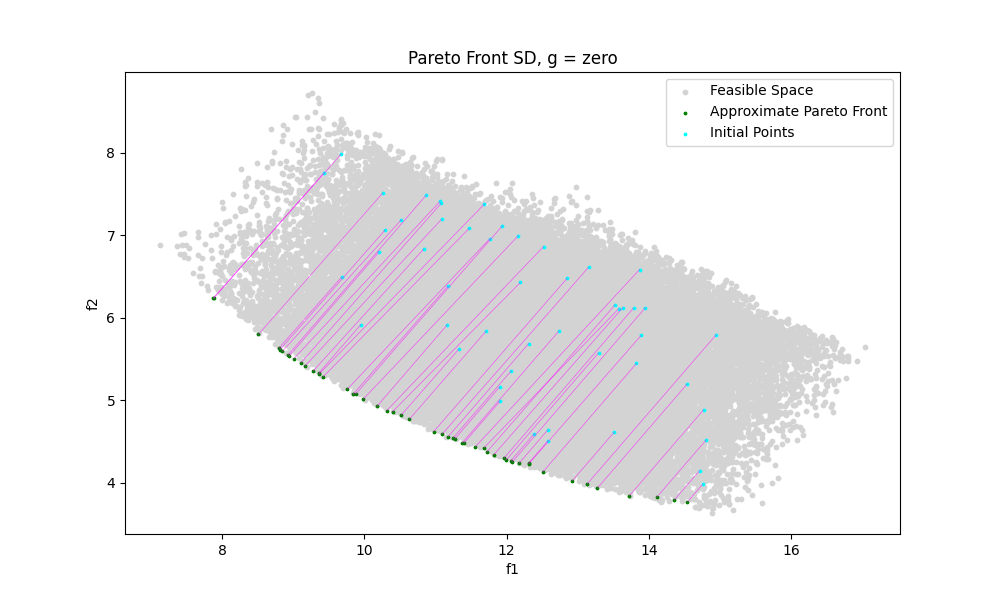 Pareto Front SD, g = zero
Feasible Space
Approximate Pareto Front
Initial Points
f2
8
7
6
5
4
8
10
12
14
16
f1